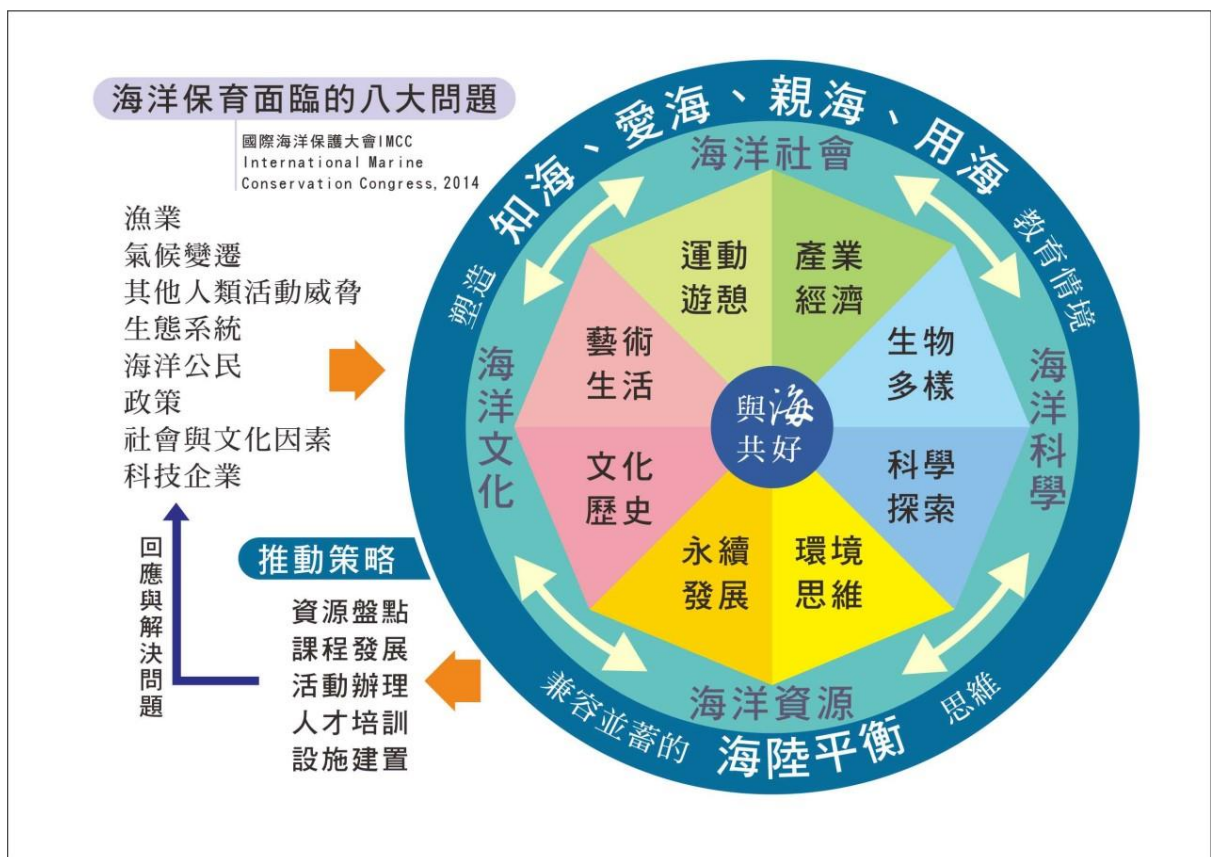 海洋保育面臨的八大問題
國際海洋保護大會IMCC
International Marine
Conservation Congress, 2014
漁業
氣候變遷
其他人類活動威脅
生態系統
海洋公民
政策
社會與文化因素
科技企業
回應與解決問題
推動策略
資源盤點
課程發展
活動辦理
人才培訓
設施建置
塑造 知海、愛海、親海、用海 教育情境
兼容並蓄的 海陸平衡 思維
海洋社會
海洋科學
海洋資源
海洋文化
運動
遊憩
產業
經濟
生物
多樣
科學
探索
環境
思維
永續
發展
文化
歷史
藝術
生活
與海
共好